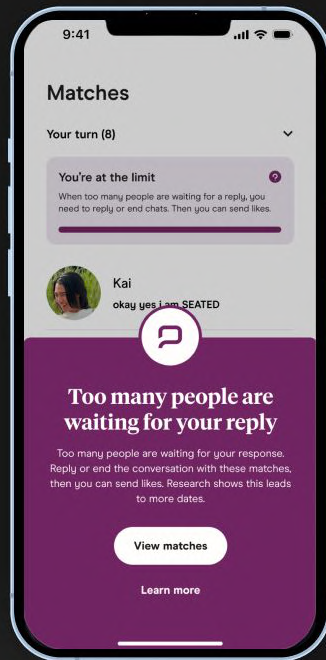 9:41
Matches
Your turn (8)
You're at the limit
?
When too many people are waiting for a reply, you
need to reply or end chats. Then you can send likes.
Kai
okay yes i am SEATED
Too many people are
waiting for your reply
Too many people are waiting for your response.
Reply or end the conversation with these matches,
then you can send likes. Research shows this leads
to more dates.
View matches
Learn more